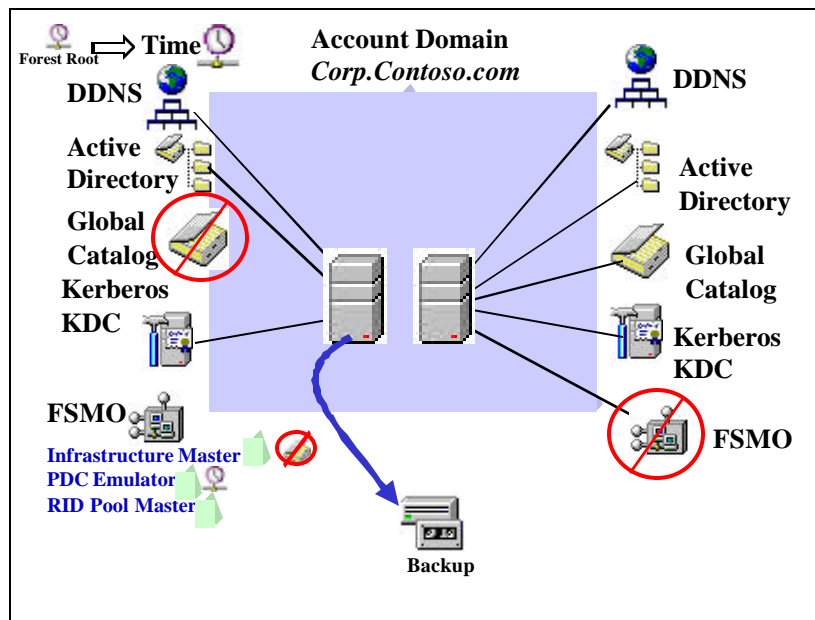 Forest Root
Time
Account Domain
Corp.Contoso.com
DDNS
Active
Directory
Global
Catalog
Kerberos
KDC
FSMO
Infrastructure Master
PDC Emulator
RID Pool Master
DDNS
Active
Directory
Global
Catalog
Kerberos
KDC
FSMO
Backup